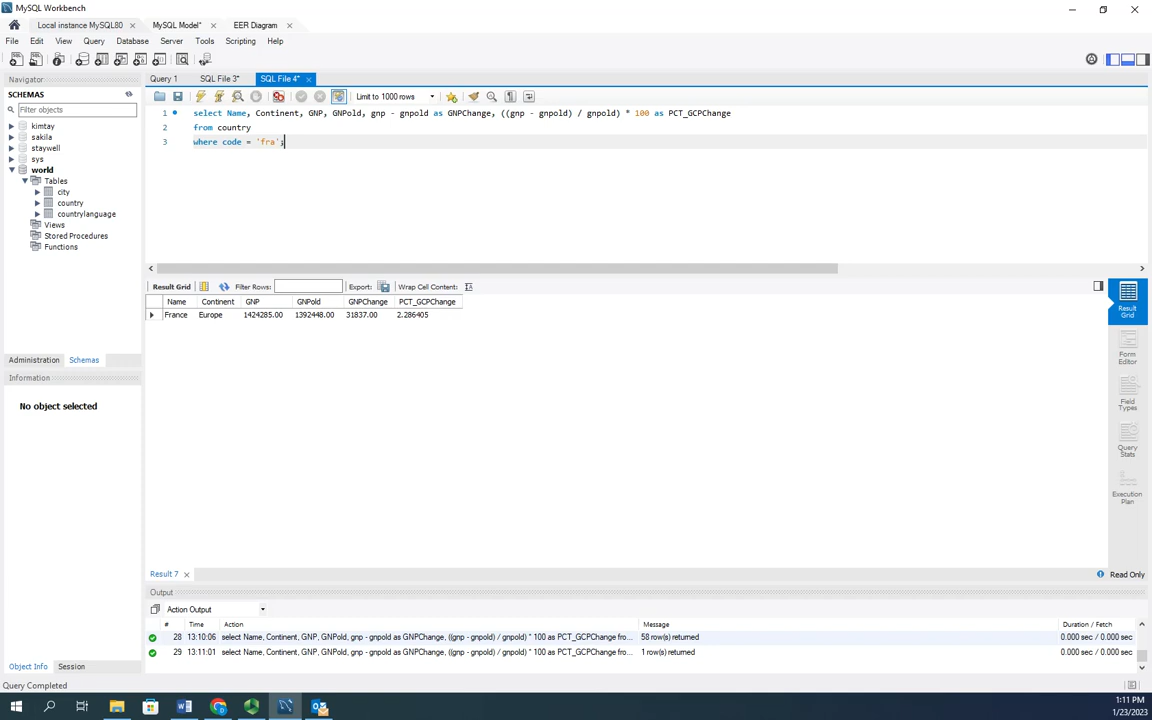 MySQL Workbench
Local instance MySQL80 MySQL Model* EER Diagram
File Edit View Query Database Server Tools Scripting Help
Navigator
SCHEMAS
Filter objects
kimtay
sakila
staywell
sys
world
Tables
city
country
countrylanguage
Views
Stored Procedures
Functions
Administration Schemas
Information
No object selected
Object Info Session
Query 1 SQL File 3* SQL File 4*
Limit to 1000 rows
1 select Name, Continent, GNP, GNPold, gnp - gnpold as GNPChange, ((gnp - gnpold) / gnpold) * 100 as PCT_GCPChange
2 from country
3 where code = 'fra';
Result Grid Filter Rows: Export: Wrap Cell Content:
Name Continent GNP GNPold GNPChange PCT_GCPChange
France Europe 1424285.00 1392448.00 31837.00 2.286405
Result Grid
Form Editor
Field Types
Query Stats
Execution Plan
Result 7 Read Only
Output
Action Output
# Time Action Message Duration / Fetch
28 13:10:06 select Name, Continent, GNP, GNPold, gnp - gnpold as GNPChange, ((gnp - gnpold) / gnpold) * 100 as PCT_GCPChange fro... 58 row(s) returned 0.000 sec / 0.000 sec
29 13:11:01 select Name, Continent, GNP, GNPold, gnp - gnpold as GNPChange, ((gnp - gnpold) / gnpold) * 100 as PCT_GCPChange fro... 1 row(s) returned 0.000 sec / 0.000 sec
Query Completed
1:11 PM
1/23/2023